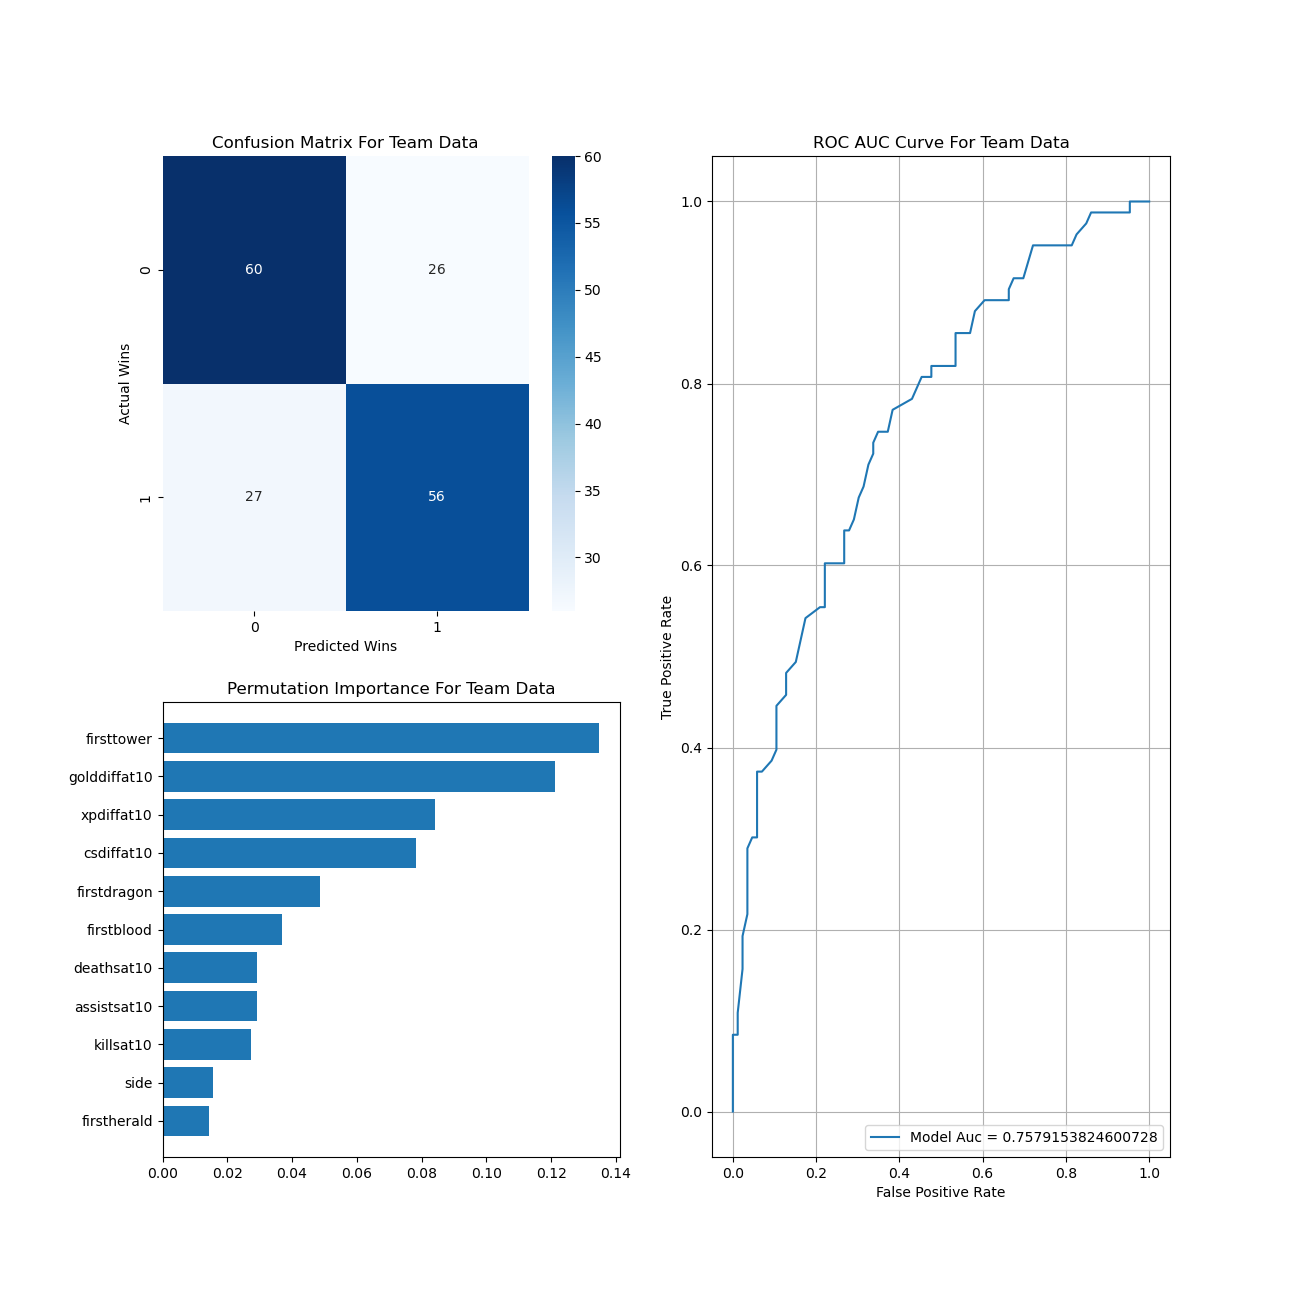 Confusion Matrix For Team Data
Actual Wins
0
1
60
26
27
56
0
1
Predicted Wins
60
55
50
45
40
35
30
Permutation Importance For Team Data
firsttower
golddiffat10
xpdiffat10
csdiffat10
firstdragon
firstblood
deathsat10
assistsat10
killsat10
side
firstherald
0.00
0.02
0.04
0.06
0.08
0.10
0.12
0.14
ROC AUC Curve For Team Data
True Positive Rate
1.0
0.8
0.6
0.4
0.2
0.0
Model Auc = 0.7579153824600728
0.0
0.2
0.4
0.6
0.8
1.0
False Positive Rate